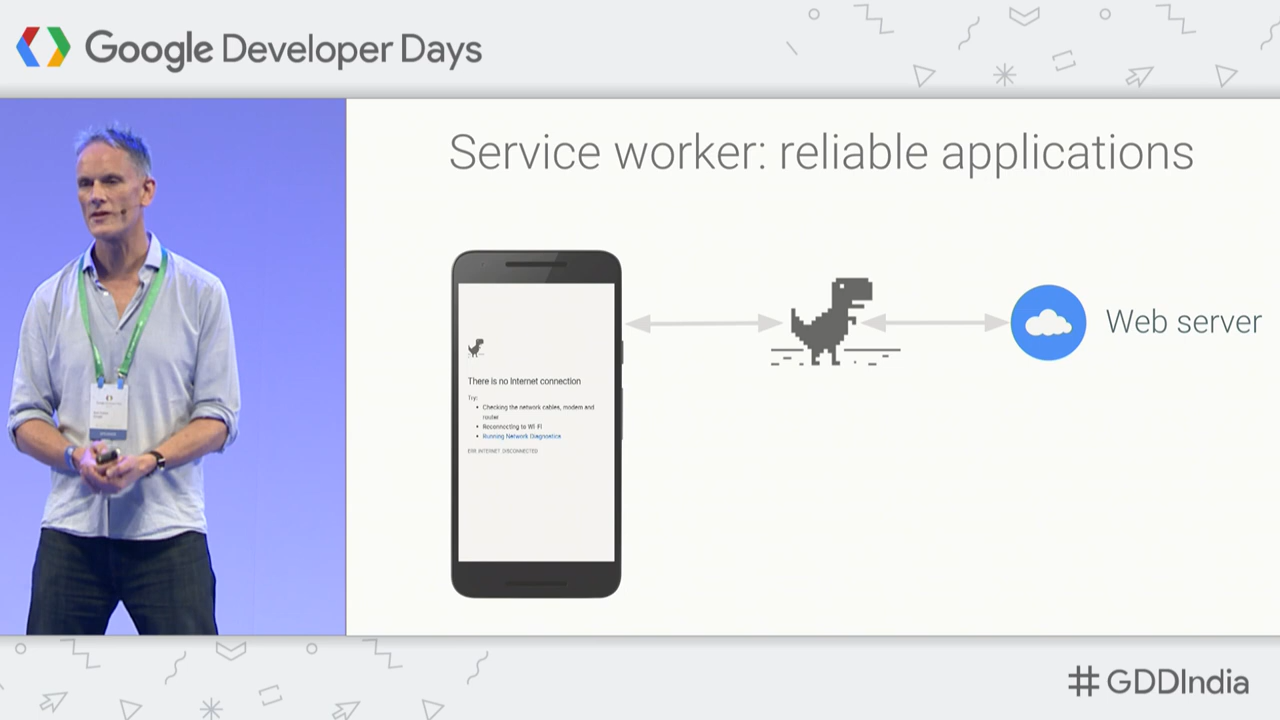 Google Developer Days
Service worker: reliable applications
There is no Internet connection
Try:
Checking the network cables, modem and
router
Reconnecting to Wi-Fi
Running Network Diagnostics
ERR_INTERNET_DISCONNECTED
Web server
#GDDIndia